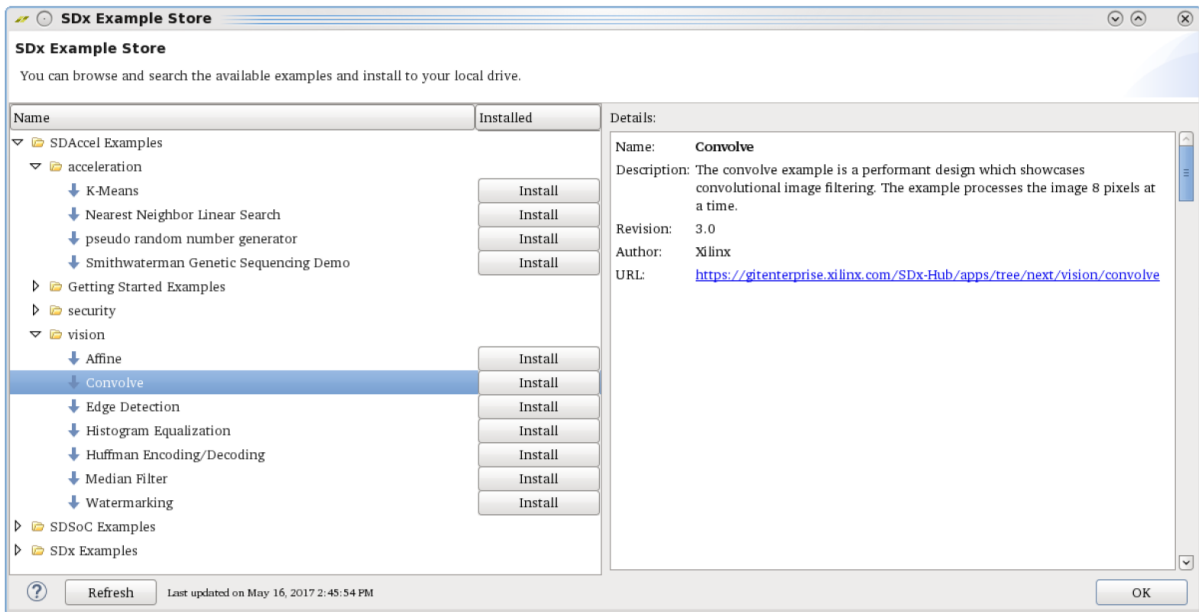 SDx Example Store
SDx Example Store
You can browse and search the available examples and install to your local drive.
Name Installed
SDAccel Examples
acceleration
K-Means Install
Nearest Neighbor Linear Search Install
pseudo random number generator Install
Smithwaterman Genetic Sequencing Demo Install
Getting Started Examples
security
vision
Affine Install
Convolve Install
Edge Detection Install
Histogram Equalization Install
Huffman Encoding/Decoding Install
Median Filter Install
Watermarking Install
SDSoC Examples
SDx Examples
Details:
Name: Convolve
Description: The convolve example is a performant design which showcases
convolutional image filtering. The example processes the image 8 pixels at
a time.
Revision: 3.0
Author: Xilinx
URL: https://gitenterprise.xilinx.com/SDx-Hub/apps/tree/next/vision/convolve
? Refresh Last updated on May 16, 2017 2:45:54 PM OK